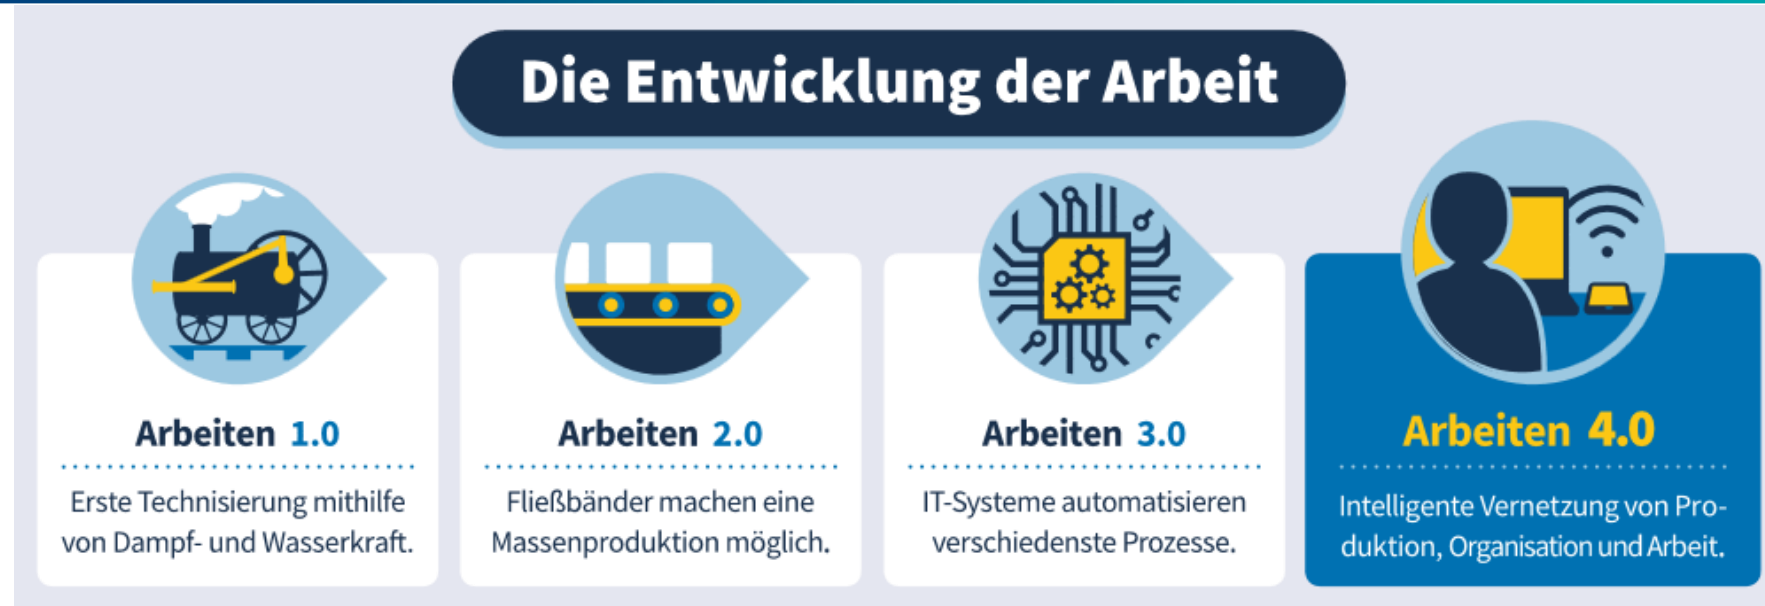 Die Entwicklung der Arbeit
Arbeiten 1.0
Erste Technisierung mithilfe
von Dampf- und Wasserkraft.
Arbeiten 2.0
Fließbänder machen eine
Massenproduktion möglich.
Arbeiten 3.0
IT-Systeme automatisieren
verschiedenste Prozesse.
Arbeiten 4.0
Intelligente Vernetzung von Pro-
duktion, Organisation und Arbeit.